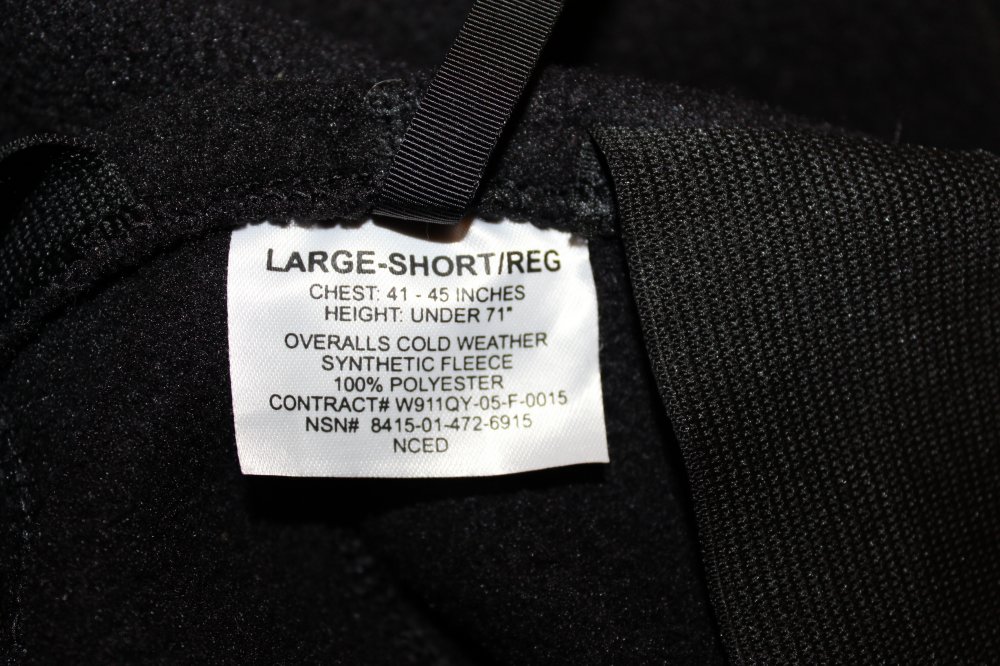 LARGE-SHORT/REG
CHEST: 41 - 45 INCHES
HEIGHT: UNDER 71"
OVERALLS COLD WEATHER
SYNTHETIC FLEECE
100% POLYESTER
CONTRACT# W911QY-05-F-0015
NSN# 8415-01-472-6915
NCED